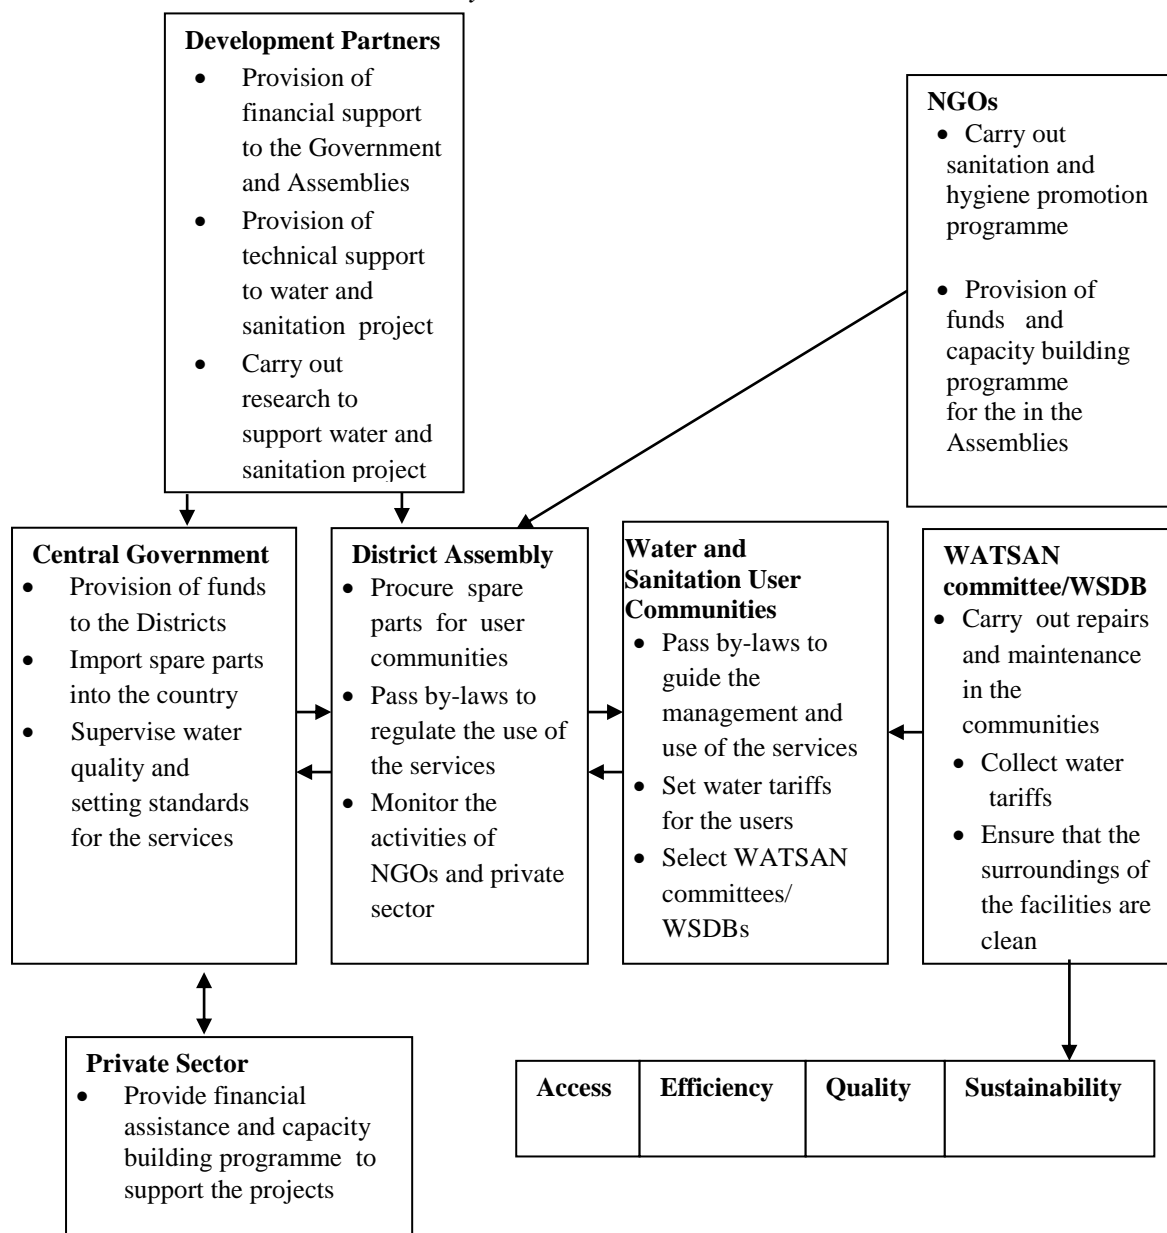 Development Partners
• Provision of
financial support
to the Government
and Assemblies
• Provision of
technical support
to water and
sanitation project
• Carry out
research to
support water and
sanitation project
NGOs
• Carry out
sanitation and
hygiene promotion
programme
• Provision of
funds and
capacity building
programme
for the in the
Assemblies
Central Government
• Provision of funds
to the Districts
• Import spare parts
into the country
• Supervise water
quality and
setting standards
for the services
District Assembly
• Procure spare
parts for user
communities
• Pass by-laws to
regulate the use of
the services
• Monitor the
activities of
NGOs and private
sector
Water and
Sanitation User
Communities
• Pass by-laws to
guide the
management and
use of the services
• Set water tariffs
for the users
• Select WATSAN
committees/
WSDBs
WATSAN
committee/WSDB
• Carry out repairs
and maintenance
in the
communities
• Collect water
tariffs
• Ensure that the
surroundings of
the facilities are
clean
Private Sector
• Provide financial
assistance and capacity
building programme to
support the projects
Access Efficiency Quality Sustainability